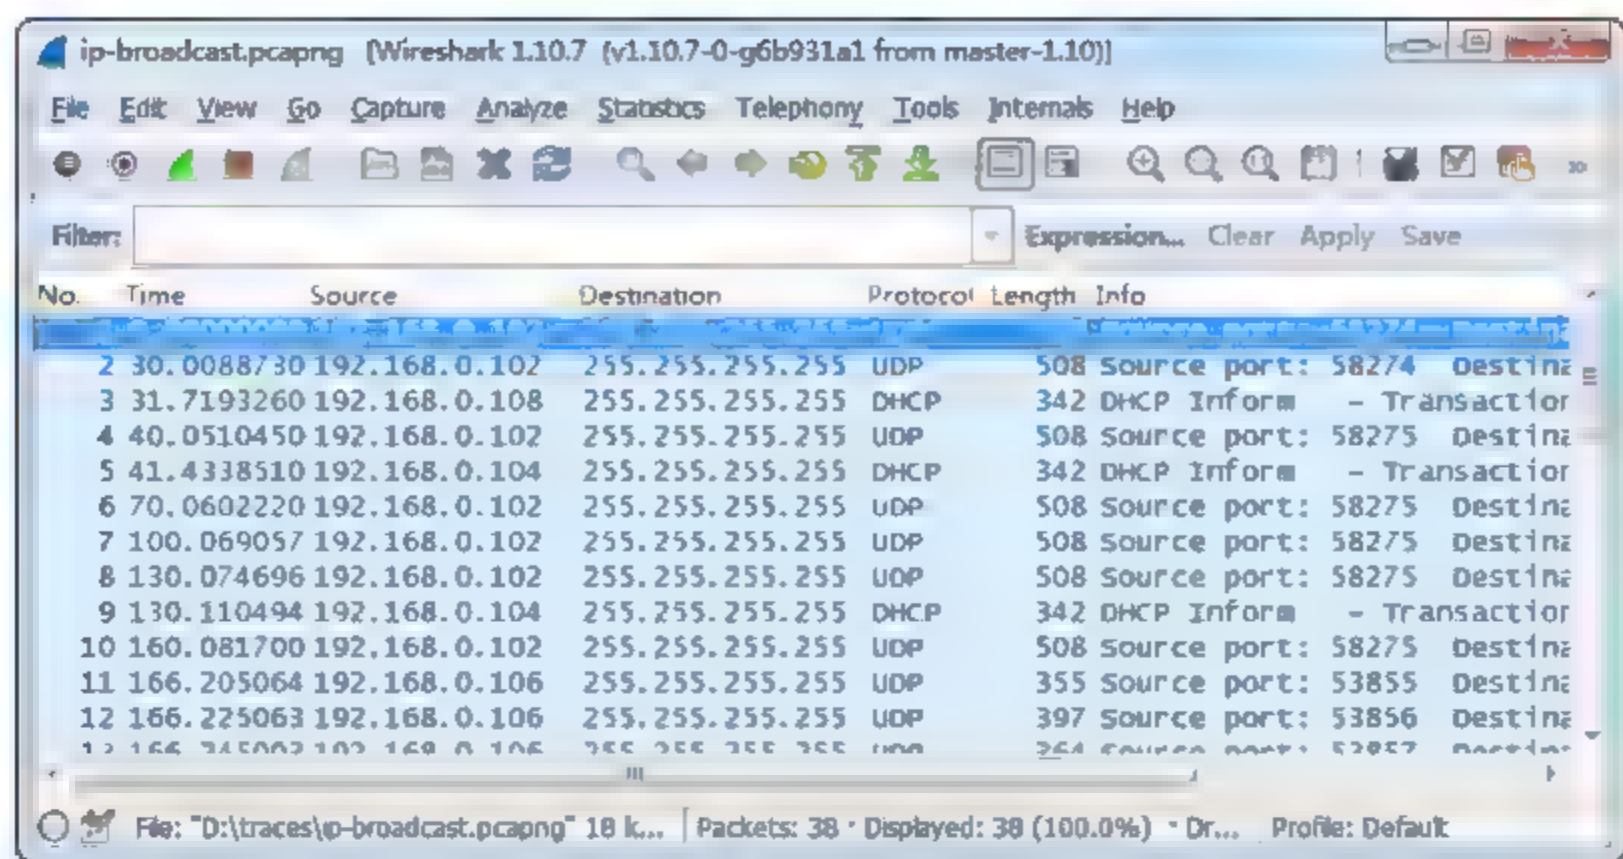 ip-broadcast.pcapng [Wireshark 1.10.7 (v1.10.7-0-g6b931a1 from master-1.10)]
File Edit View Go Capture Analyze Statistics Telephony Tools Internals Help
Filter: Expression... Clear Apply Save
No. Time Source Destination Protocol Length Info
2 30.0088730 192.168.0.102 255.255.255.255 UDP 508 Source port: 58274 Destina
3 31.7193260 192.168.0.108 255.255.255.255 DHCP 342 DHCP Inform - Transaction
4 40.0510450 192.168.0.102 255.255.255.255 UDP 508 Source port: 58275 Destina
5 41.4338510 192.168.0.104 255.255.255.255 DHCP 342 DHCP Inform - Transaction
6 70.0602220 192.168.0.102 255.255.255.255 UDP 508 Source port: 58275 Destina
7 100.069057 192.168.0.102 255.255.255.255 UDP 508 Source port: 58275 Destina
8 130.074696 192.168.0.102 255.255.255.255 UDP 508 Source port: 58275 Destina
9 130.110494 192.168.0.104 255.255.255.255 DHCP 342 DHCP Inform - Transaction
10 160.081700 192.168.0.102 255.255.255.255 UDP 508 Source port: 58275 Destina
11 166.205064 192.168.0.106 255.255.255.255 UDP 355 Source port: 53855 Destina
12 166.225063 192.168.0.106 255.255.255.255 UDP 397 Source port: 53856 Destina
File: "D:\traces\ip-broadcast.pcapng" 18 k... Packets: 38 · Displayed: 38 (100.0%) · Dr... Profile: Default